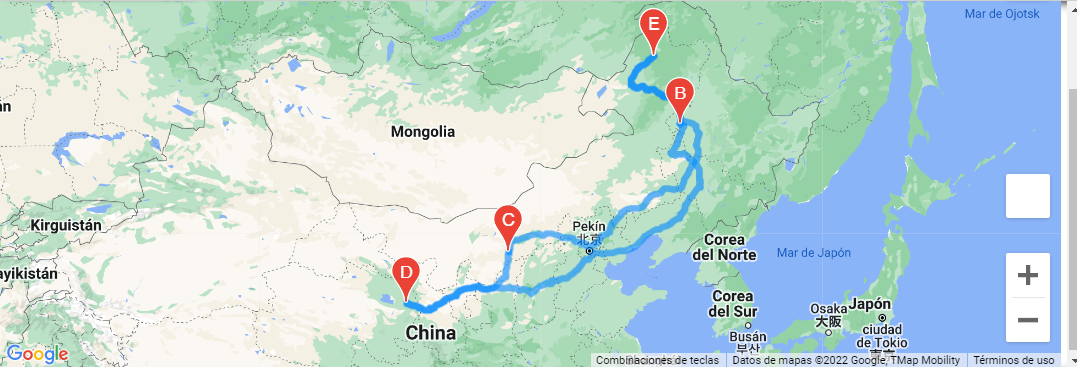 Mar de Ojotsk
E
B
Mongolia
Kirguistán
C
Pekín
北京
ayikistán
D
Corea
del Norte
Mar de Japón
Corea
del Sur
Japón
Osaka
大阪
ciudad
de Tokio
China
Busán
부산
+
−
Google
Combinaciones de teclas
Datos de mapas ©2022 Google, TMap Mobility
Términos de uso